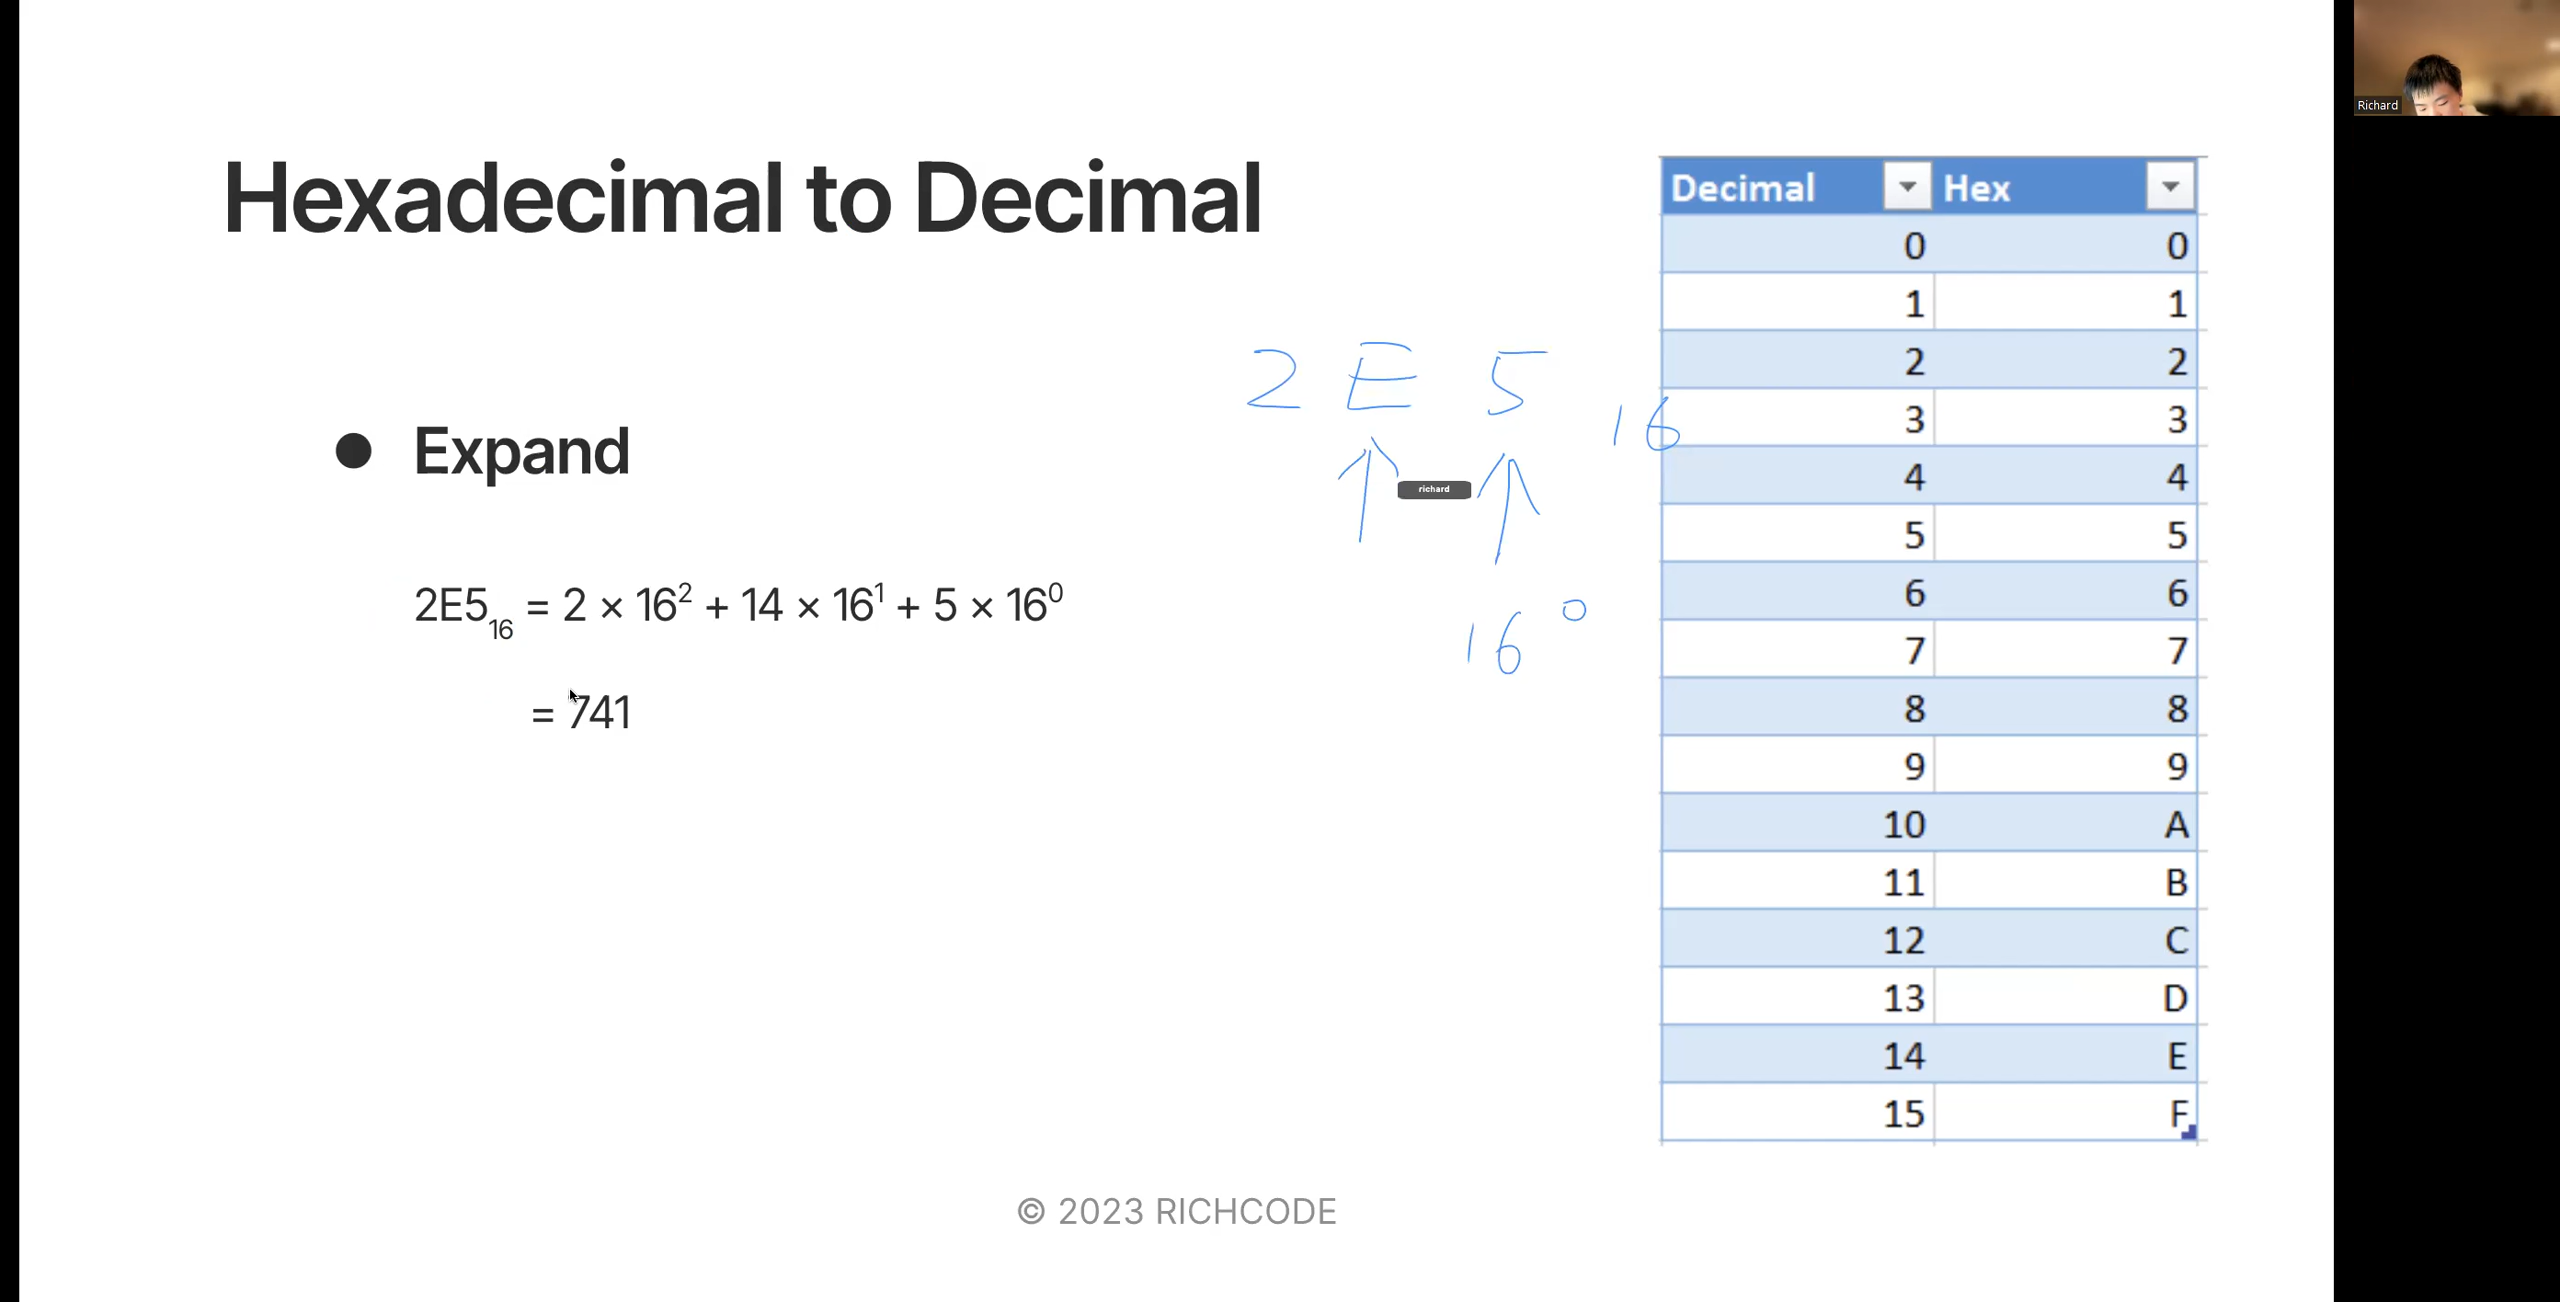 Richard
Hexadecimal to Decimal
● Expand
2E5₁₆ = 2 × 16² + 14 × 16¹ + 5 × 16⁰
= 741
2 E 5 16
richard
16⁰
Decimal Hex
0 0
1 1
2 2
3 3
4 4
5 5
6 6
7 7
8 8
9 9
10 A
11 B
12 C
13 D
14 E
15 F
© 2023 RICHCODE